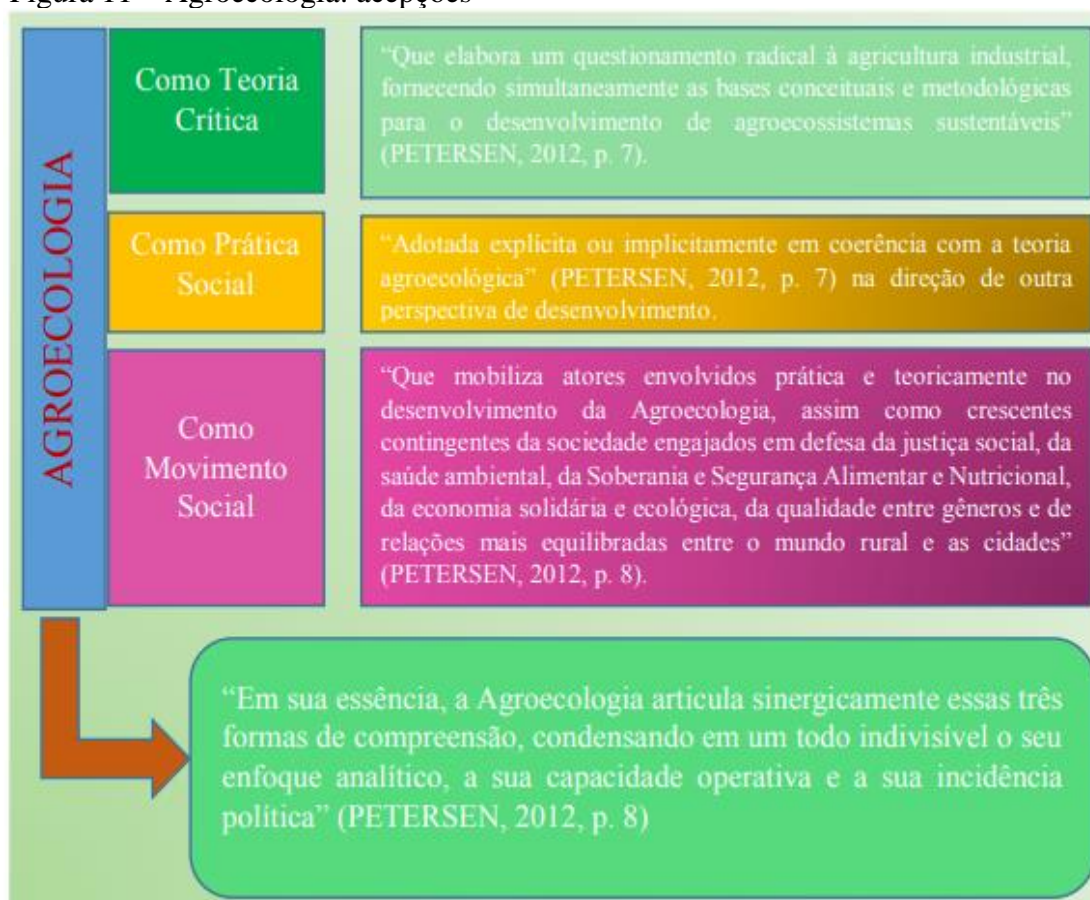 Figura 11 – Agroecologia: acepções
AGROECOLOGIA
Como Teoria
Crítica
“Que elabora um questionamento radical à agricultura industrial,
fornecendo simultaneamente as bases conceituais e metodológicas
para o desenvolvimento de agroecossistemas sustentáveis”
(PETERSEN, 2012, p. 7).
Como Prática
Social
“Adotada explícita ou implicitamente em coerência com a teoria
agroecológica” (PETERSEN, 2012, p. 7) na direção de outra
perspectiva de desenvolvimento.
Como
Movimento
Social
“Que mobiliza atores envolvidos prática e teoricamente no
desenvolvimento da Agroecologia, assim como crescentes
contingentes da sociedade engajados em defesa da justiça social, da
saúde ambiental, da Soberania e Segurança Alimentar e Nutricional,
da economia solidária e ecológica, da qualidade entre gêneros e de
relações mais equilibradas entre o mundo rural e as cidades”
(PETERSEN, 2012, p. 8).
“Em sua essência, a Agroecologia articula sinergicamente essas três
formas de compreensão, condensando em um todo indivisível o seu
enfoque analítico, a sua capacidade operativa e a sua incidência
política” (PETERSEN, 2012, p. 8)